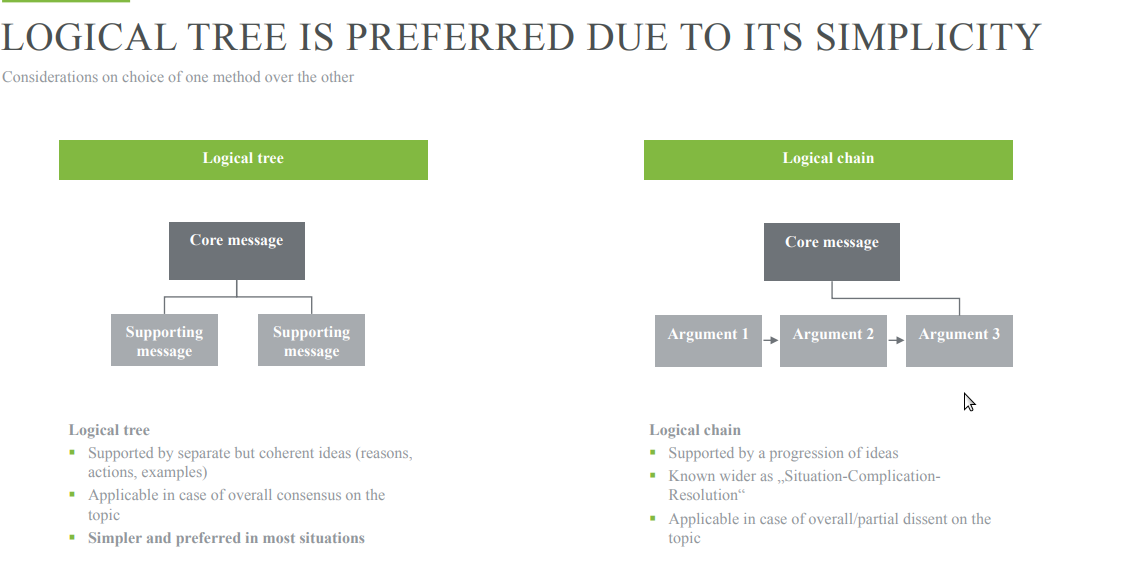 LOGICAL TREE IS PREFERRED DUE TO ITS SIMPLICITY
Considerations on choice of one method over the other
Logical tree
Core message
Supporting
message
Supporting
message
Logical tree
Supported by separate but coherent ideas (reasons,
actions, examples)
Applicable in case of overall consensus on the
topic
Simpler and preferred in most situations
Logical chain
Core message
Argument 1
Argument 2
Argument 3
Logical chain
Supported by a progression of ideas
Known wider as „Situation-Complication-
Resolution“
Applicable in case of overall/partial dissent on the
topic